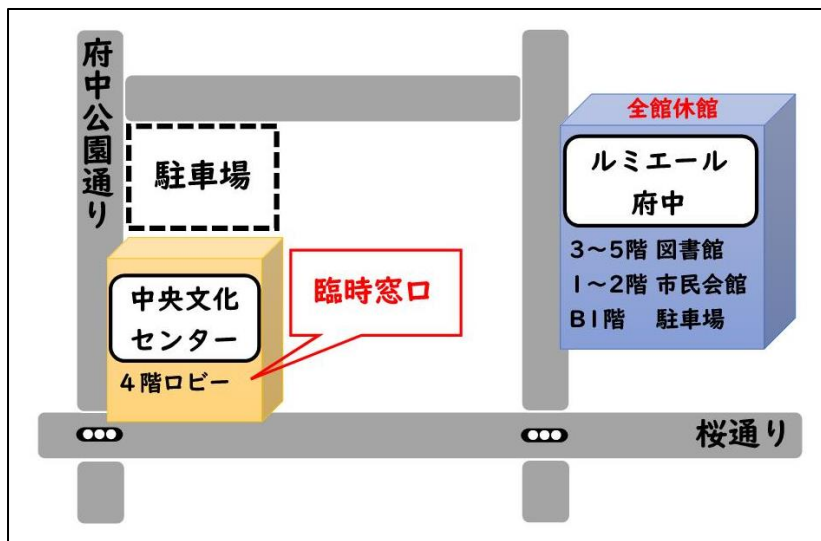 府中公園通り
駐車場
中央文化
センター
4階ロビー
臨時窓口
全館休館
ルミエール
府中
3〜5階 図書館
1〜2階 市民会館
B1階 駐車場
桜通り